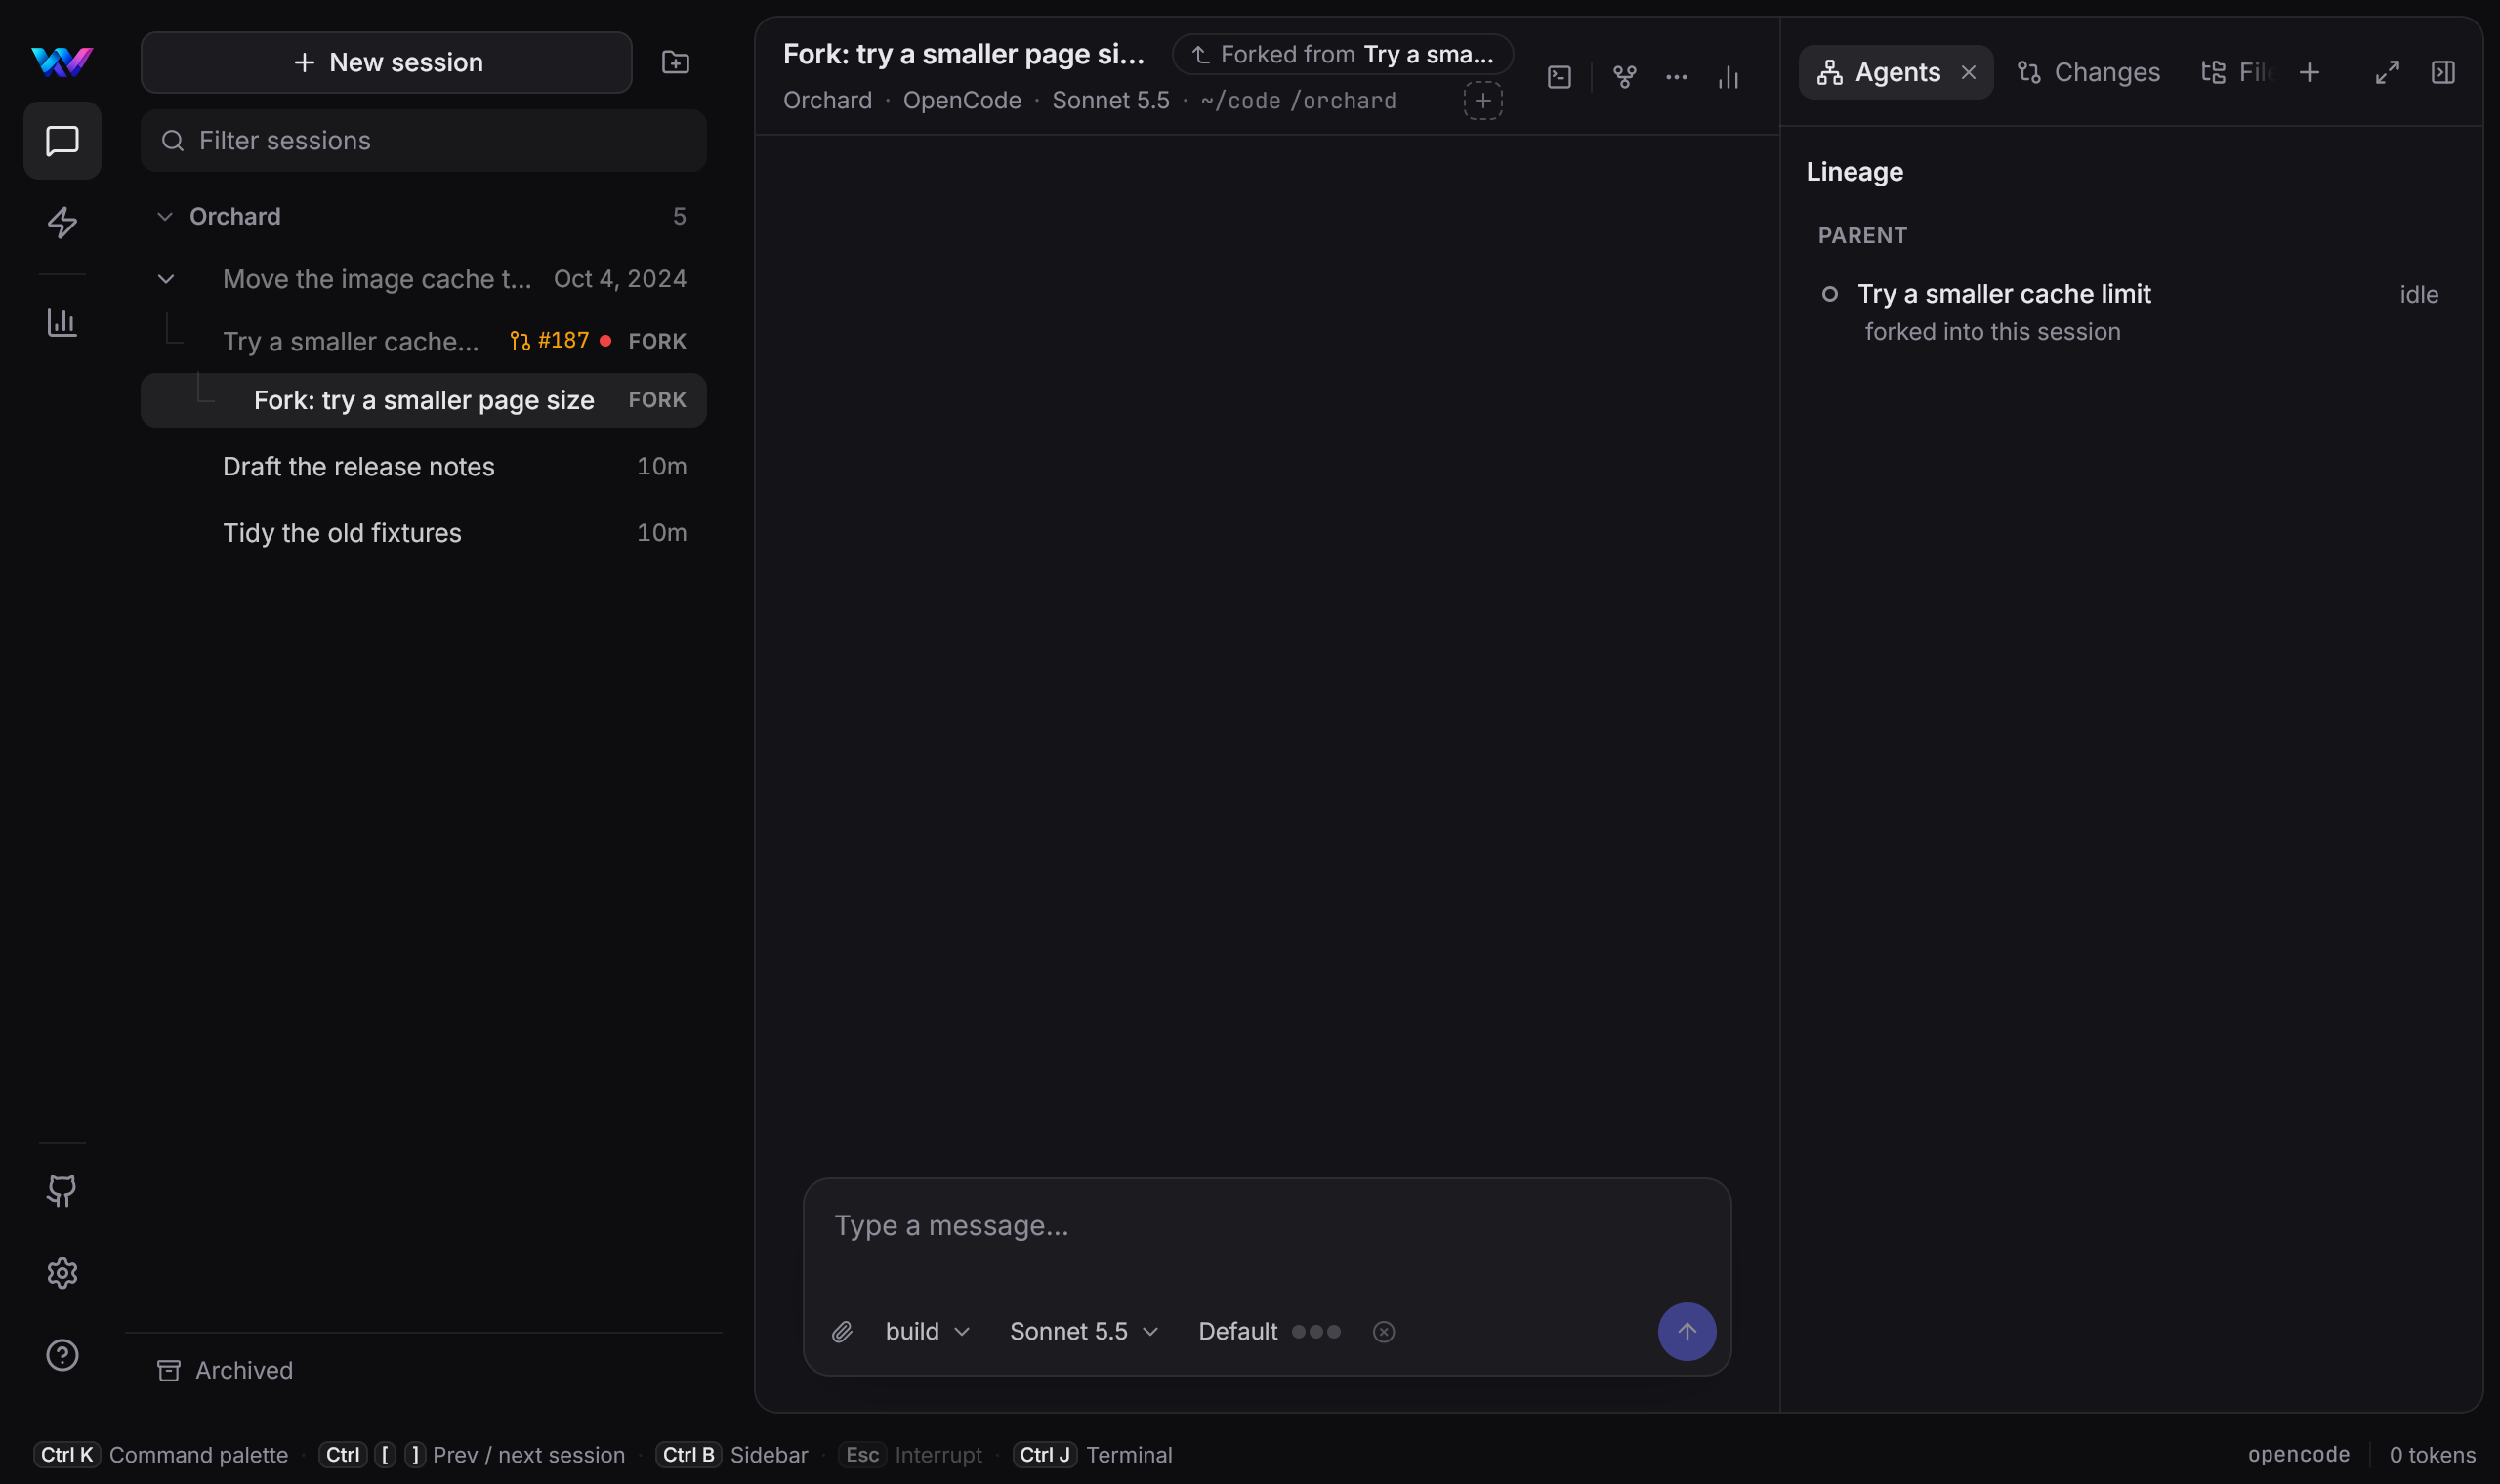 New session
Filter sessions
Orchard 5
Move the image cache t... Oct 4, 2024
Try a smaller cache... #187 FORK
Fork: try a smaller page size FORK
Draft the release notes 10m
Tidy the old fixtures 10m
Archived
Fork: try a smaller page si... Forked from Try a sma...
Orchard · OpenCode · Sonnet 5.5 · ~/code /orchard
Type a message...
build Sonnet 5.5 Default
Agents Changes
Lineage
PARENT
Try a smaller cache limit idle
forked into this session
Ctrl K Command palette · Ctrl [ ] Prev / next session · Ctrl B Sidebar · Esc Interrupt · Ctrl J Terminal
opencode 0 tokens